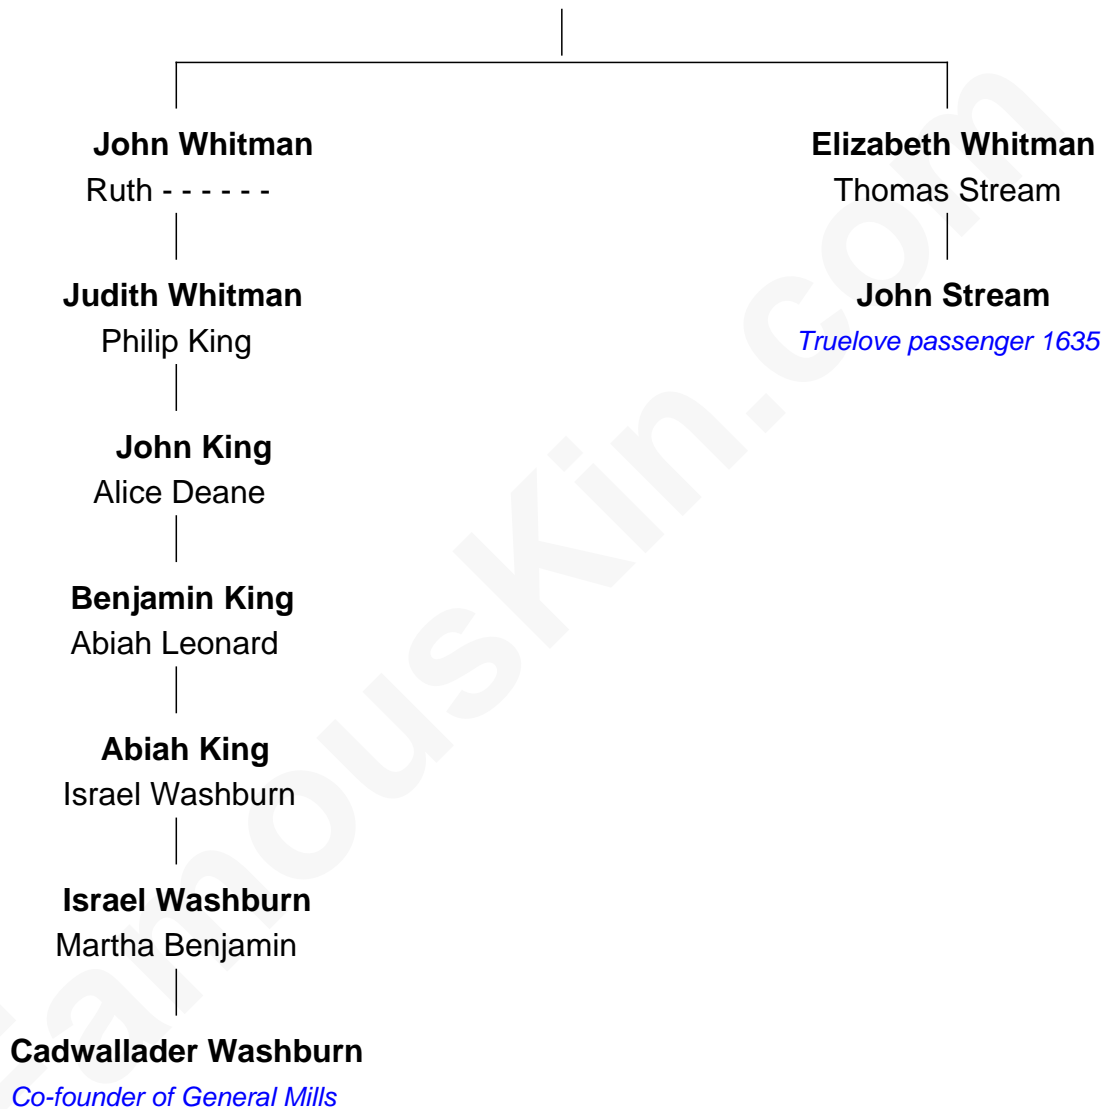 John Whitman
Ruth - - - - - -
Elizabeth Whitman
Thomas Stream
Judith Whitman
Philip King
John Stream
Truelove passenger 1635
John King
Alice Deane
Benjamin King
Abiah Leonard
Abiah King
Israel Washburn
Israel Washburn
Martha Benjamin
Cadwallader Washburn
Co-founder of General Mills
FamousKin.com